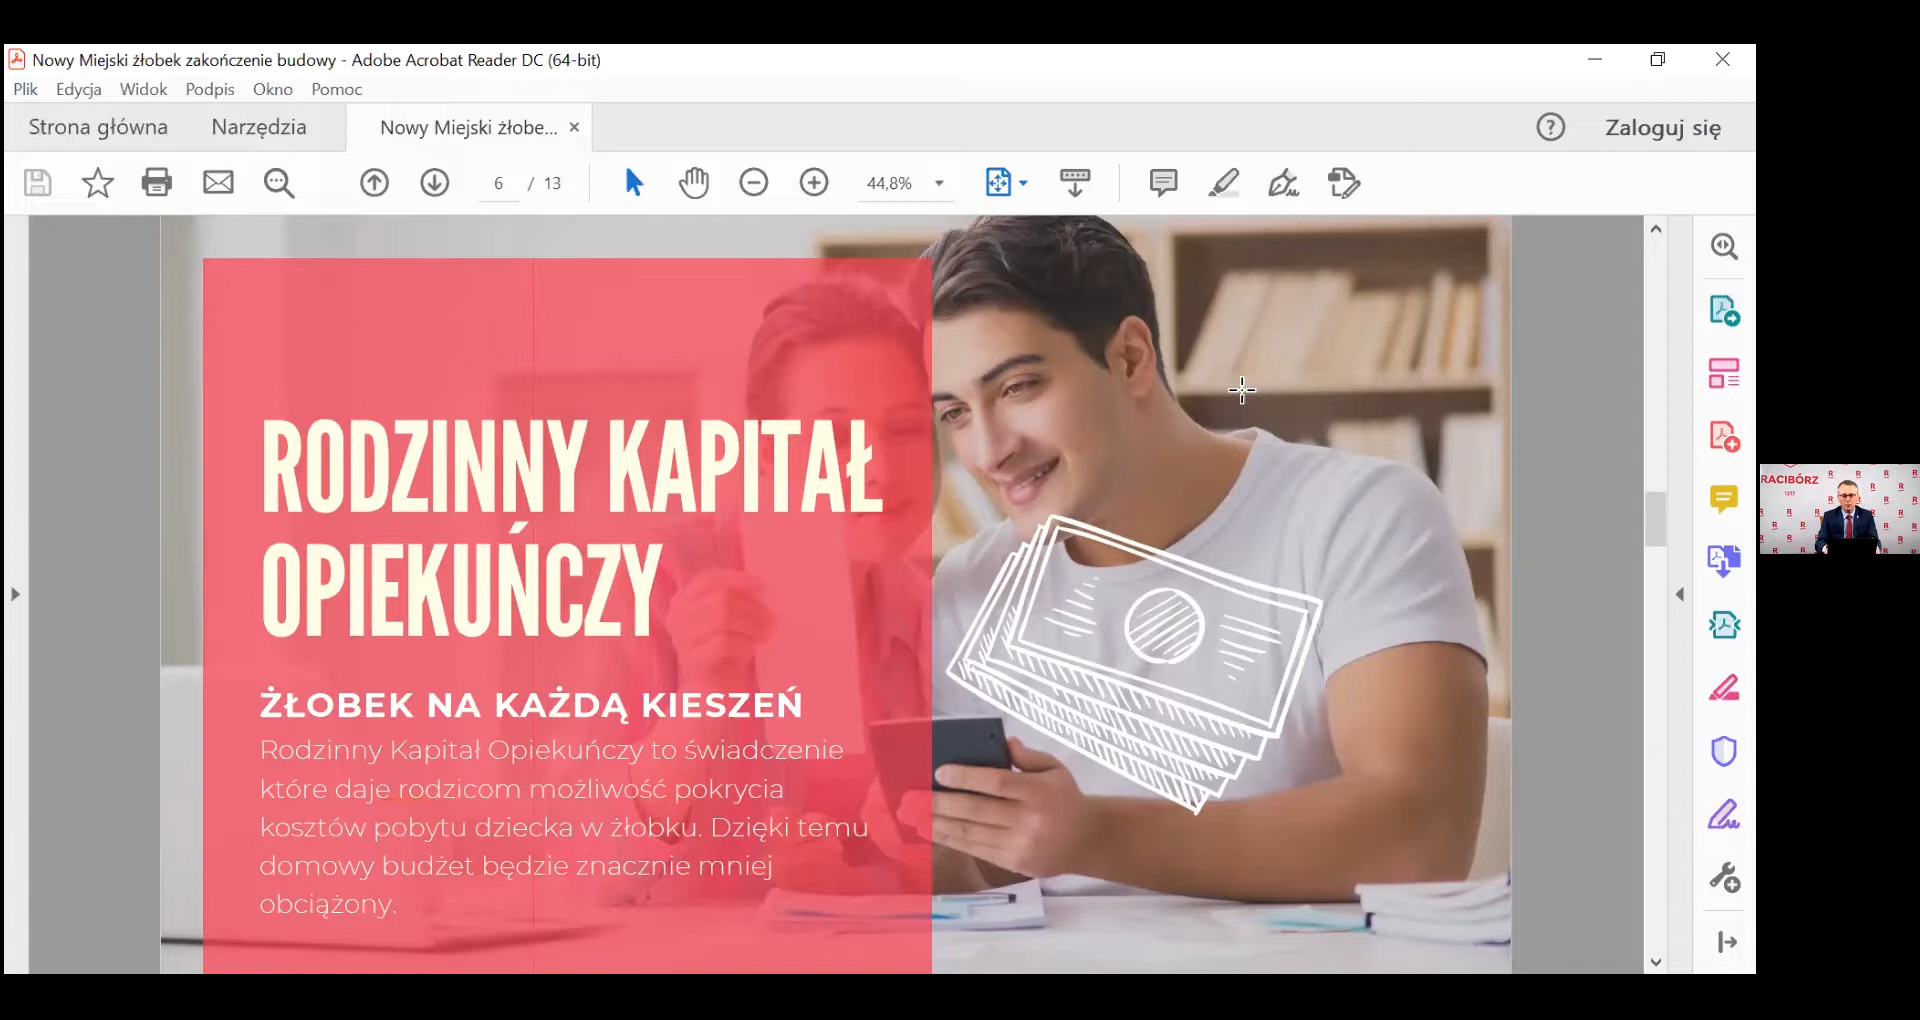 Nowy Miejski żłobek zakończenie budowy - Adobe Acrobat Reader DC (64-bit)
Plik Edycja Widok Podpis Okno Pomoc
Strona główna Narzędzia Nowy Miejski żłobe... × Zaloguj się
6 / 13 44,8%
RODZINNY KAPITAŁ
OPIEKUŃCZY
ŻŁOBEK NA KAŻDĄ KIESZEŃ
Rodzinny Kapitał Opiekuńczy to świadczenie
które daje rodzicom możliwość pokrycia
kosztów pobytu dziecka w żłobku. Dzięki temu
domowy budżet będzie znacznie mniej
obciążony.
RACIBÓRZ
1217